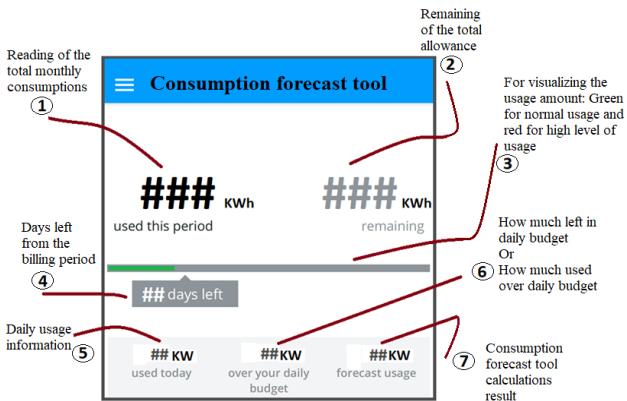 Remaining
of the total
allowance
2
Reading of the
total monthly
consumptions
1
For visualizing the
usage amount: Green
for normal usage and
red for high level of
usage
3
Consumption forecast tool
### KWh
used this period
### KWh
remaining
Days left
from the
billing period
4
## days left
How much left in
daily budget
Or
How much used
over daily budget
6
Daily usage
information
5
## KW
used today
## KW
over your daily
budget
## KW
forecast usage
7
Consumption
forecast tool
calculations
result